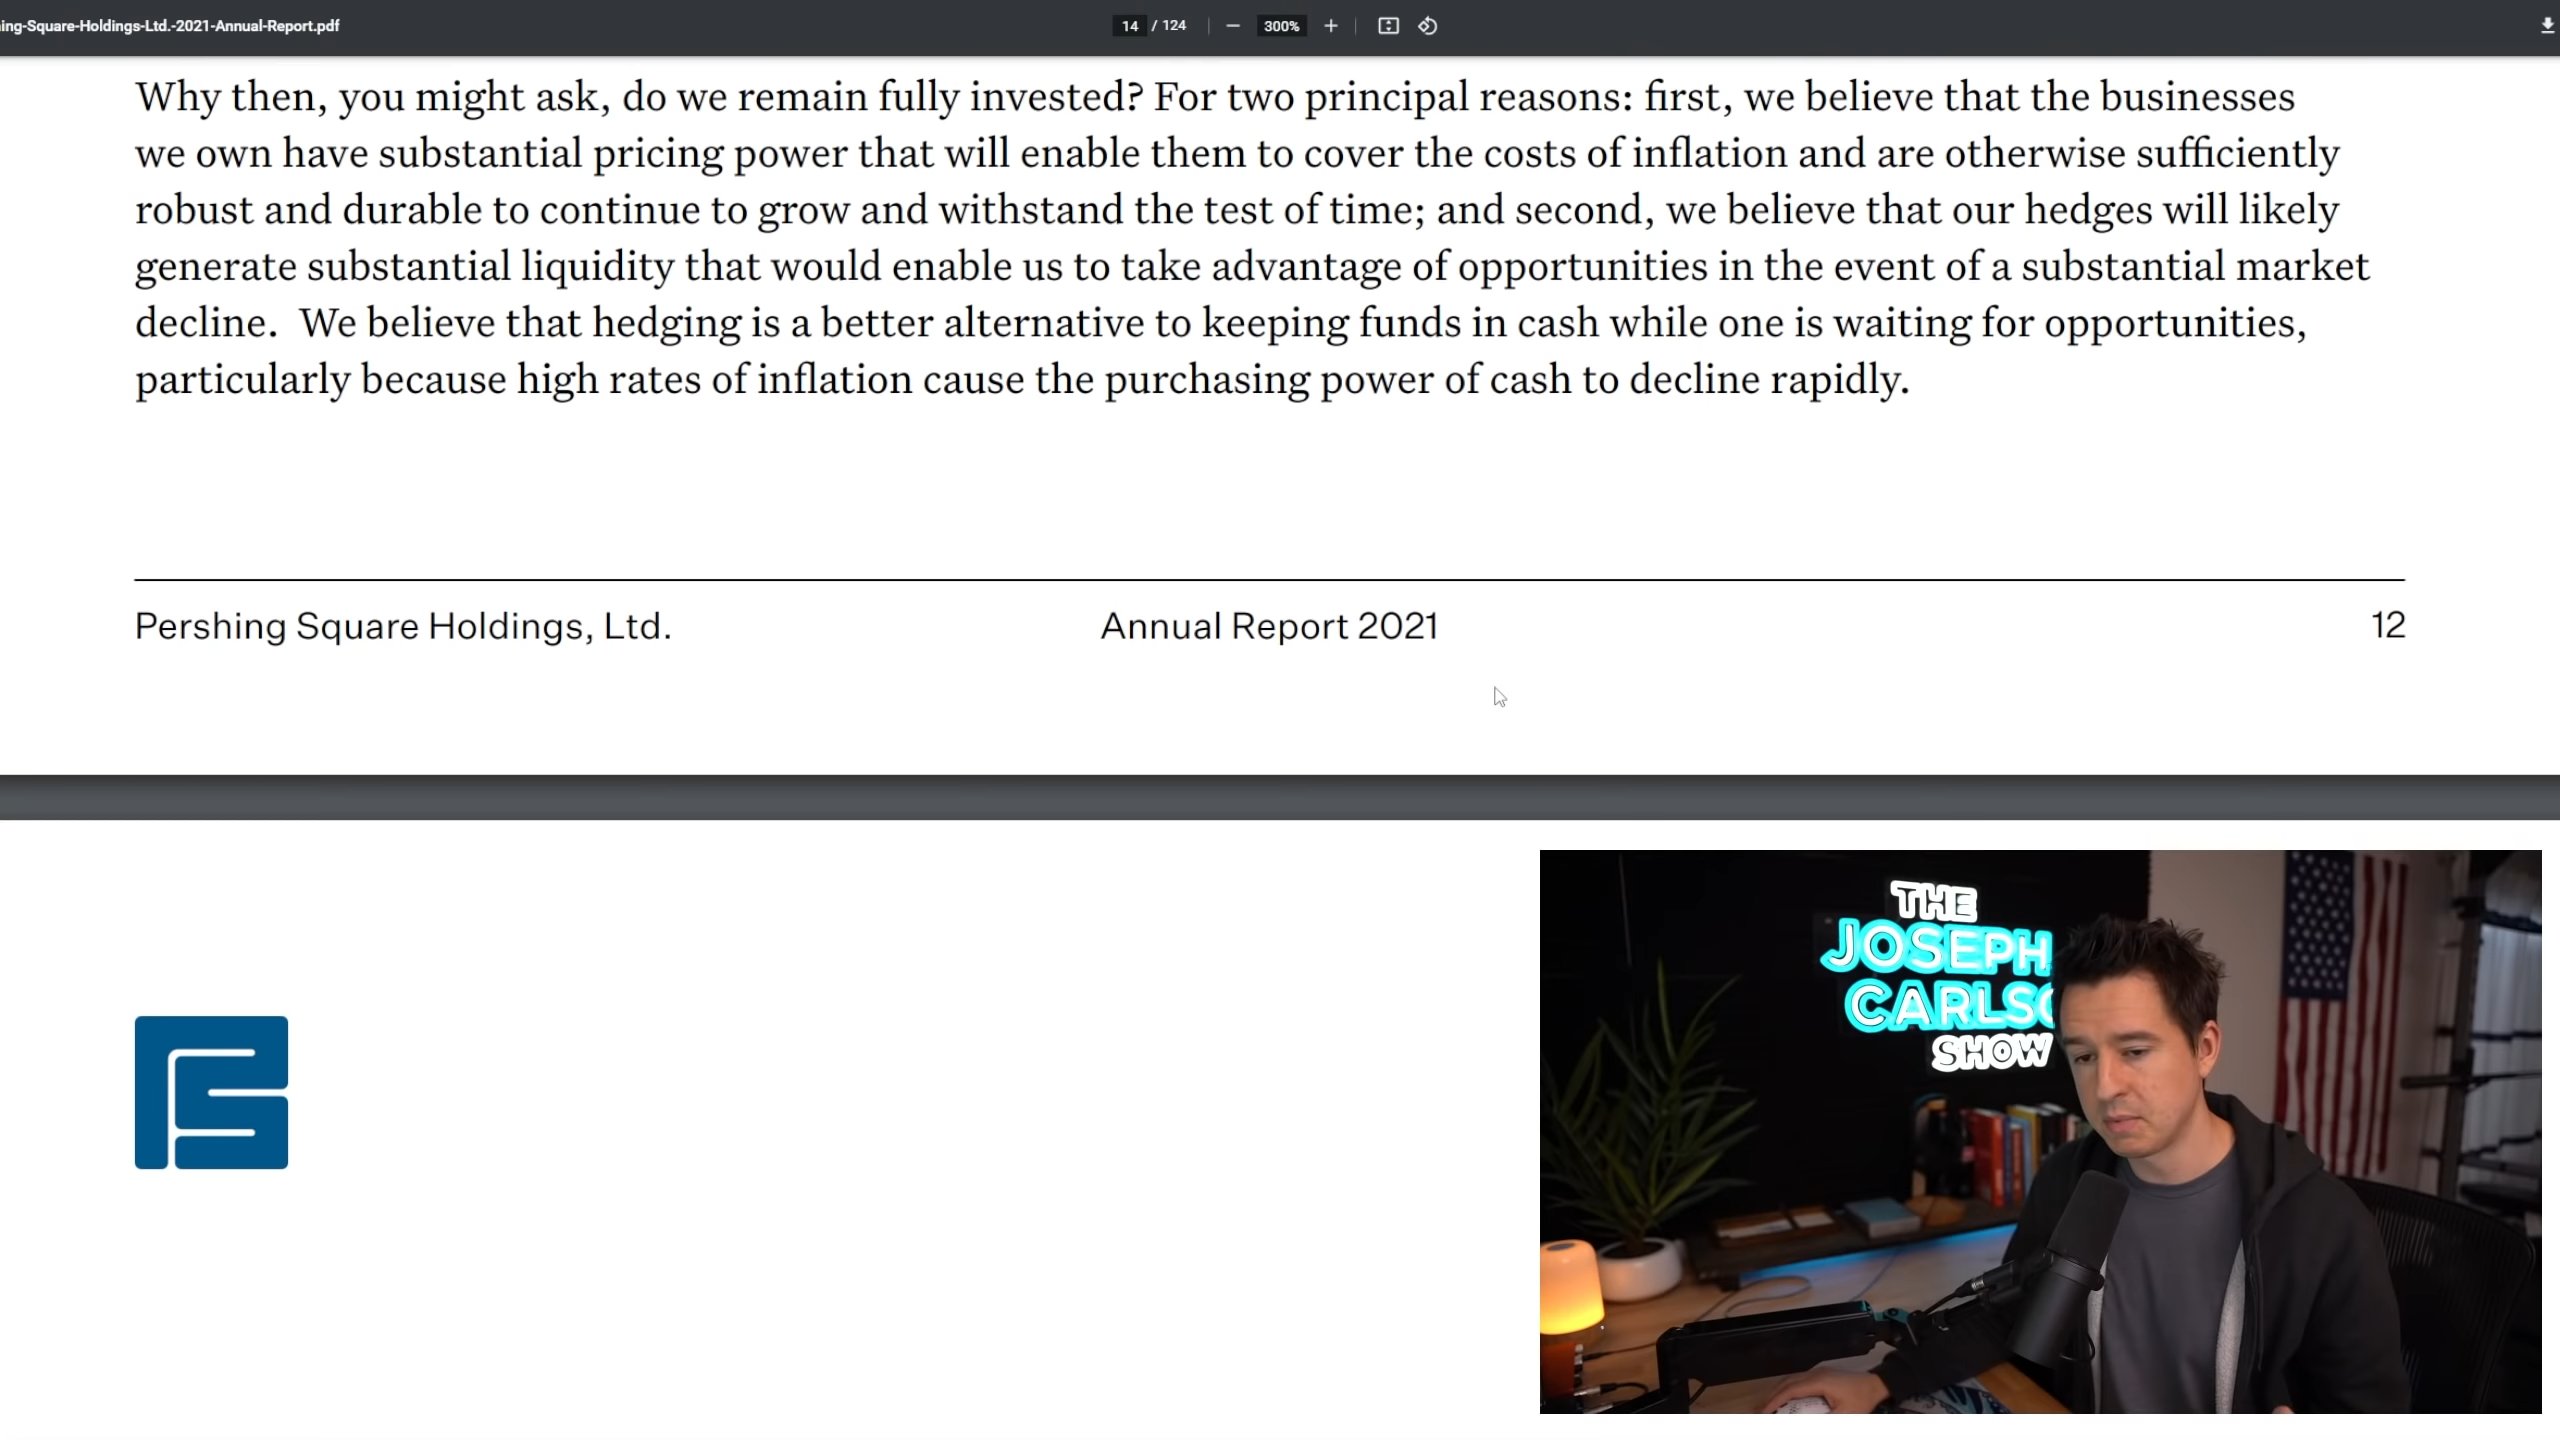 ing-Square-Holdings-Ltd.-2021-Annual-Report.pdf
14 / 124
300%
Why then, you might ask, do we remain fully invested? For two principal reasons: first, we believe that the businesses
we own have substantial pricing power that will enable them to cover the costs of inflation and are otherwise sufficiently
robust and durable to continue to grow and withstand the test of time; and second, we believe that our hedges will likely
generate substantial liquidity that would enable us to take advantage of opportunities in the event of a substantial market
decline.  We believe that hedging is a better alternative to keeping funds in cash while one is waiting for opportunities,
particularly because high rates of inflation cause the purchasing power of cash to decline rapidly.
Pershing Square Holdings, Ltd.
Annual Report 2021
12
THE
JOSEPH
CARLSO
SHOW